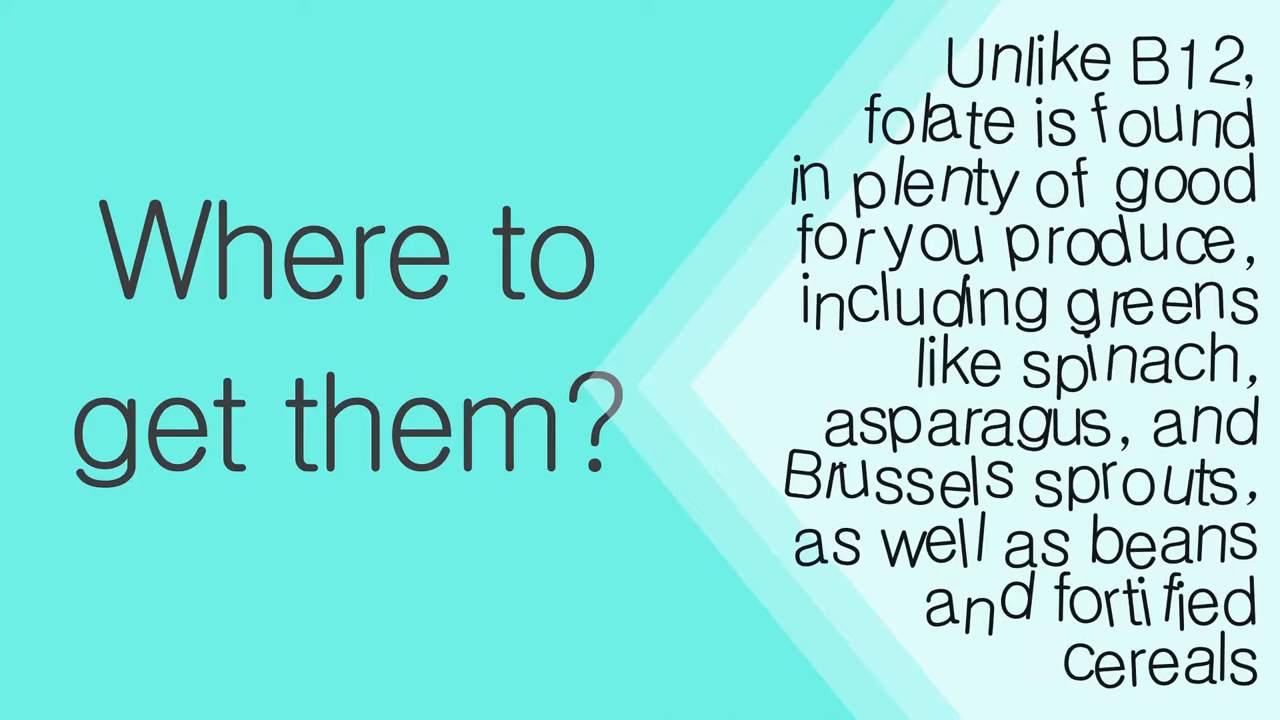 Where to
get them?
Unlike B12,
folate is found
in plenty of good
for you produce,
including greens
like spinach,
asparagus, and
Brussels sprouts,
as well as beans
and fortified
cereals